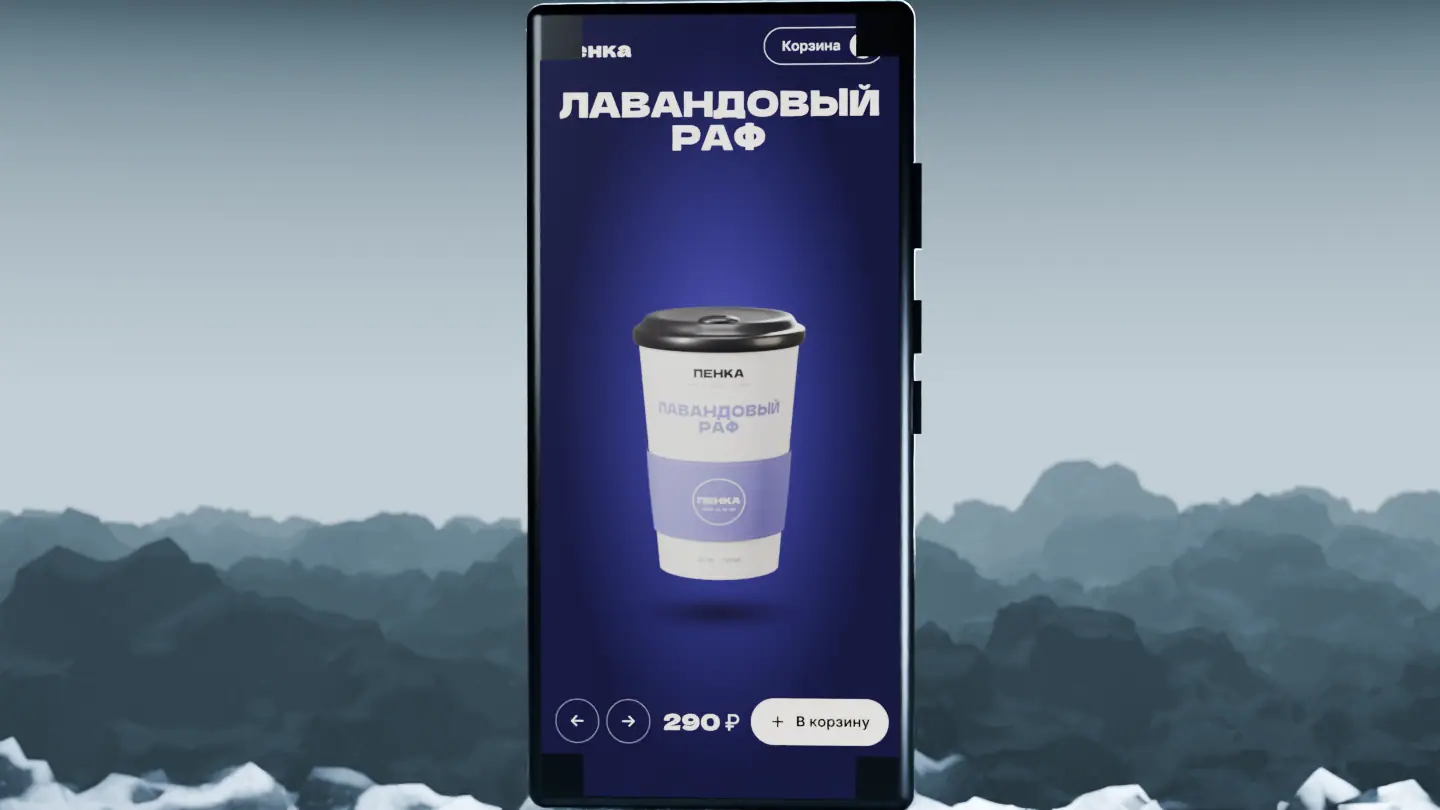 енка
Корзина
ЛАВАНДОВЫЙ
РАФ
ПЕНКА
ЛАВАНДОВЫЙ
РАФ
ПЕНКА
290 ₽
+ В корзину